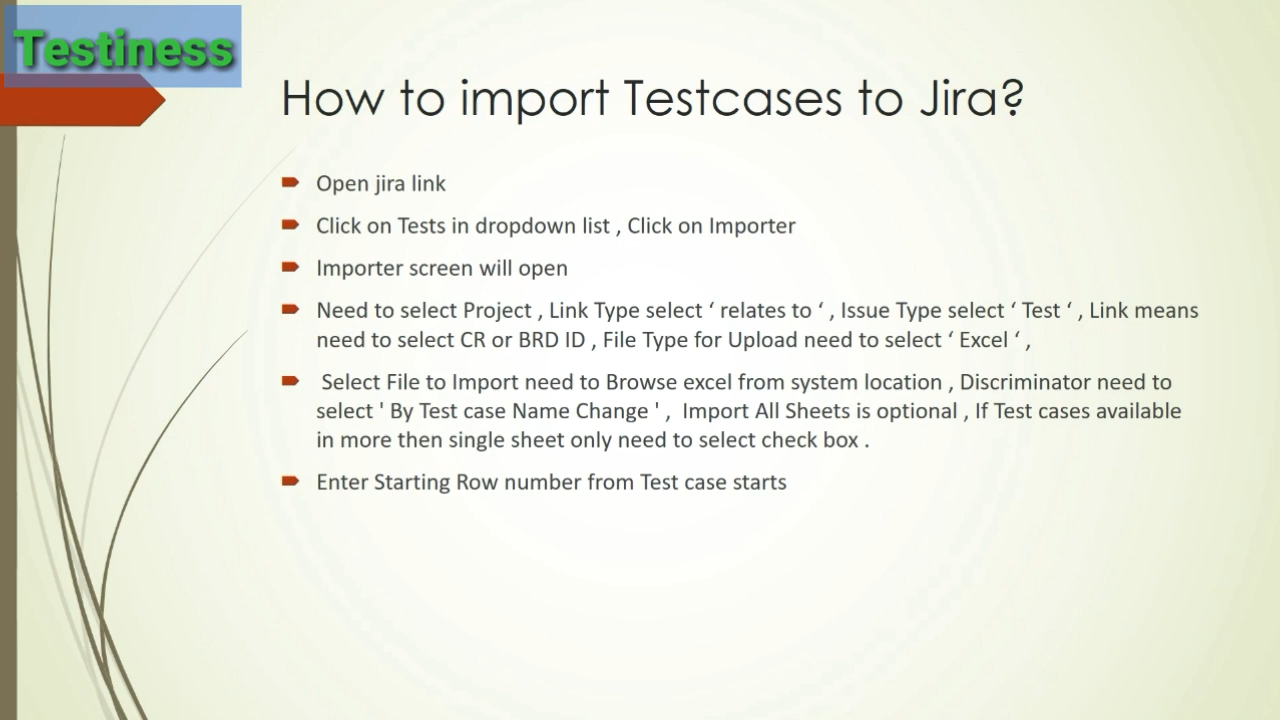 Testiness
How to import Testcases to Jira?
Open jira link
Click on Tests in dropdown list , Click on Importer
Importer screen will open
Need to select Project , Link Type select ‘ relates to ‘ , Issue Type select ‘ Test ‘ , Link means
need to select CR or BRD ID , File Type for Upload need to select ‘ Excel ‘ ,
Select File to Import need to Browse excel from system location , Discriminator need to
select ' By Test case Name Change ' , Import All Sheets is optional , If Test cases available
in more then single sheet only need to select check box .
Enter Starting Row number from Test case starts